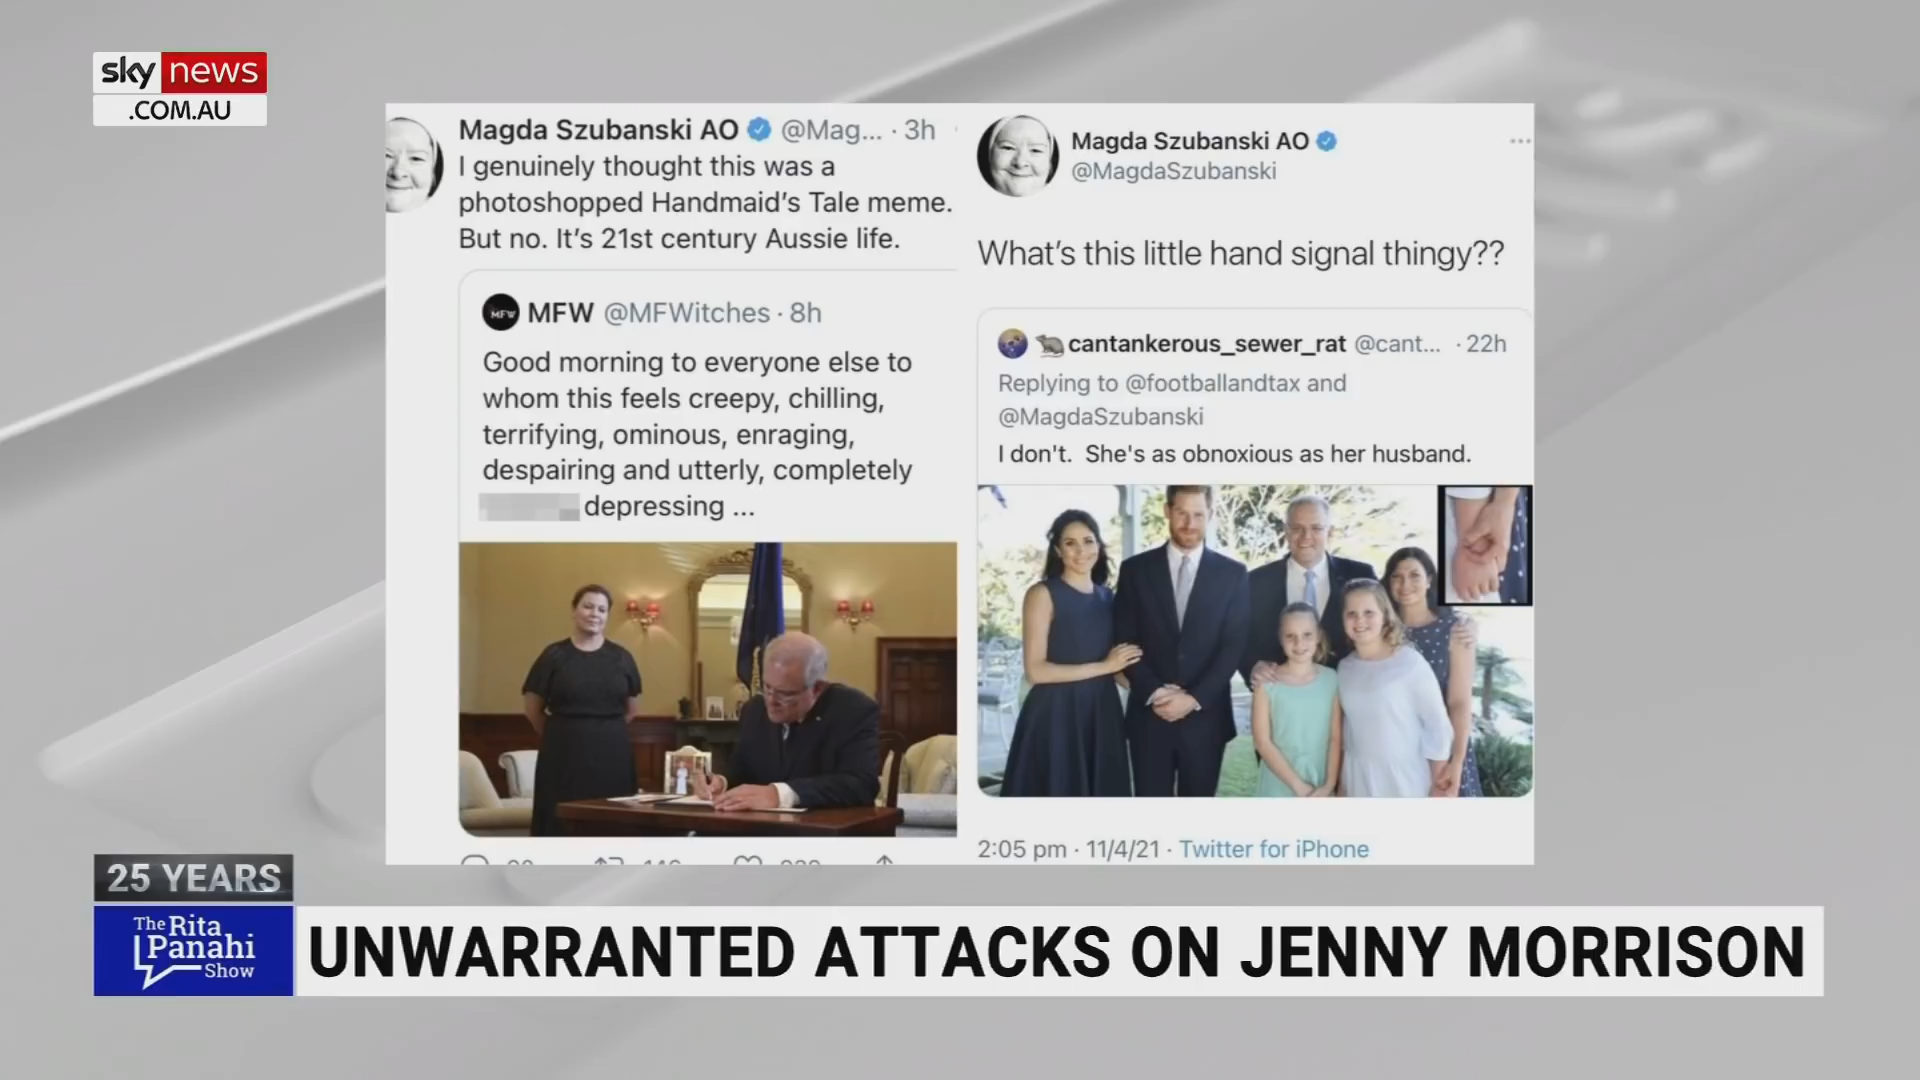 sky news
.COM.AU
Magda Szubanski AO @Mag... · 3h
I genuinely thought this was a
photoshopped Handmaid's Tale meme.
But no. It's 21st century Aussie life.
MFW
MFW @MFWitches · 8h
Good morning to everyone else to
whom this feels creepy, chilling,
terrifying, ominous, enraging,
despairing and utterly, completely
depressing ...
Magda Szubanski AO
@MagdaSzubanski
What's this little hand signal thingy??
cantankerous_sewer_rat @cant... · 22h
Replying to @footballandtax and
@MagdaSzubanski
I don't.  She's as obnoxious as her husband.
2:05 pm · 11/4/21 · Twitter for iPhone
25 YEARS
The Rita
Panahi
Show
UNWARRANTED ATTACKS ON JENNY MORRISON